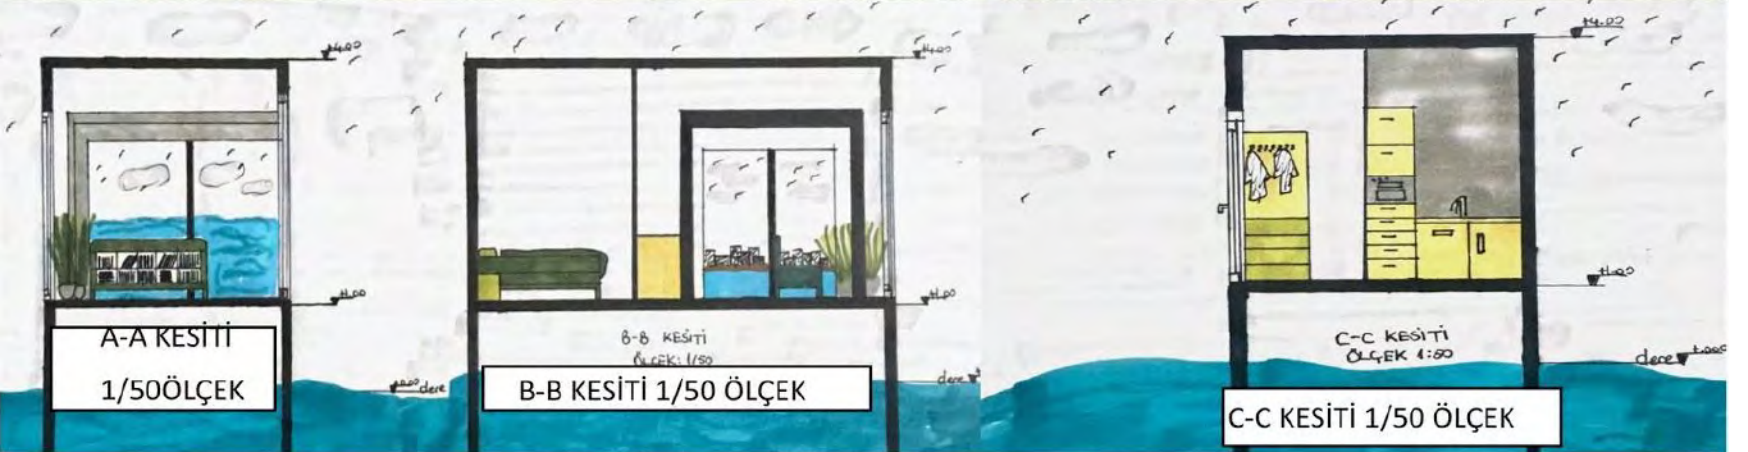 +4.00
+1.00
A-A KESİTİ
1/50ÖLÇEK
±0.00 dere
+4.00
+1.00
B-B KESİTİ
ÖLÇEK: 1/50
B-B KESİTİ 1/50 ÖLÇEK
dere
+4.00
+1.00
C-C KESİTİ
ÖLÇEK 1:50
dere
C-C KESİTİ 1/50 ÖLÇEK